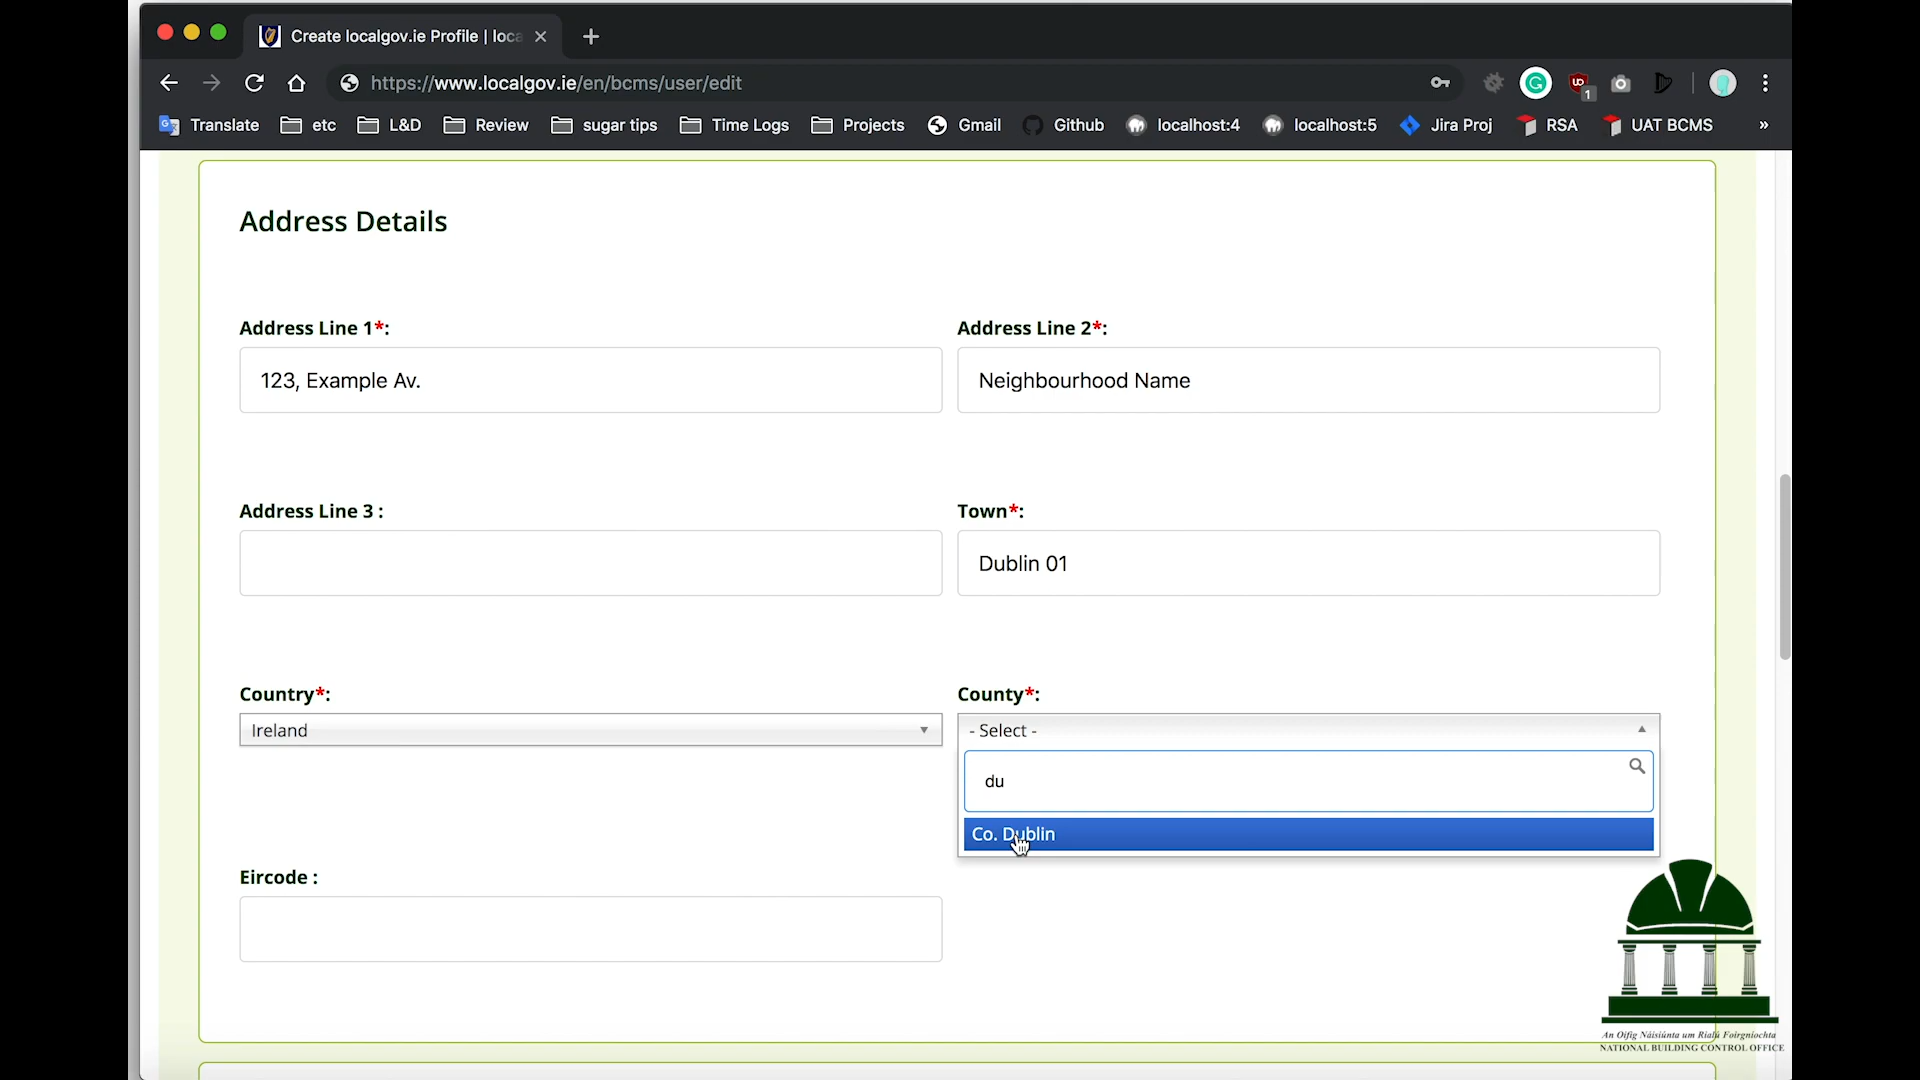 Create localgov.ie Profile | loca
https://www.localgov.ie/en/bcms/user/edit
1
Translate etc L&D Review sugar tips Time Logs Projects Gmail Github localhost:4 localhost:5 Jira Proj RSA UAT BCMS »
Address Details
Address Line 1*: Address Line 2*:
123, Example Av. Neighbourhood Name
Address Line 3 : Town*:
Dublin 01
Country*: County*:
Ireland - Select -
du
Co. Dublin
Eircode :
An Oifig Náisiúnta um Rialú Foirgníochta
NATIONAL BUILDING CONTROL OFFICE